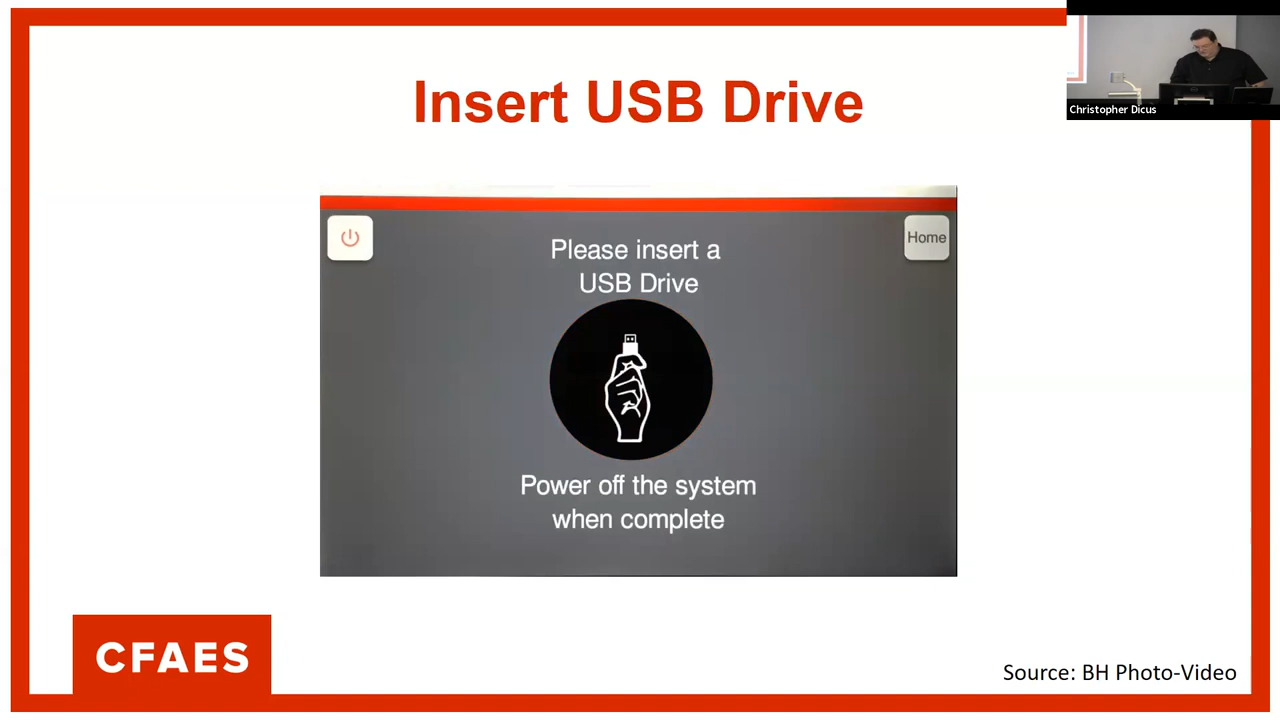 Insert USB Drive
Christopher Dicus
Home
Please insert a
USB Drive
Power off the system
when complete
CFAES
Source: BH Photo-Video